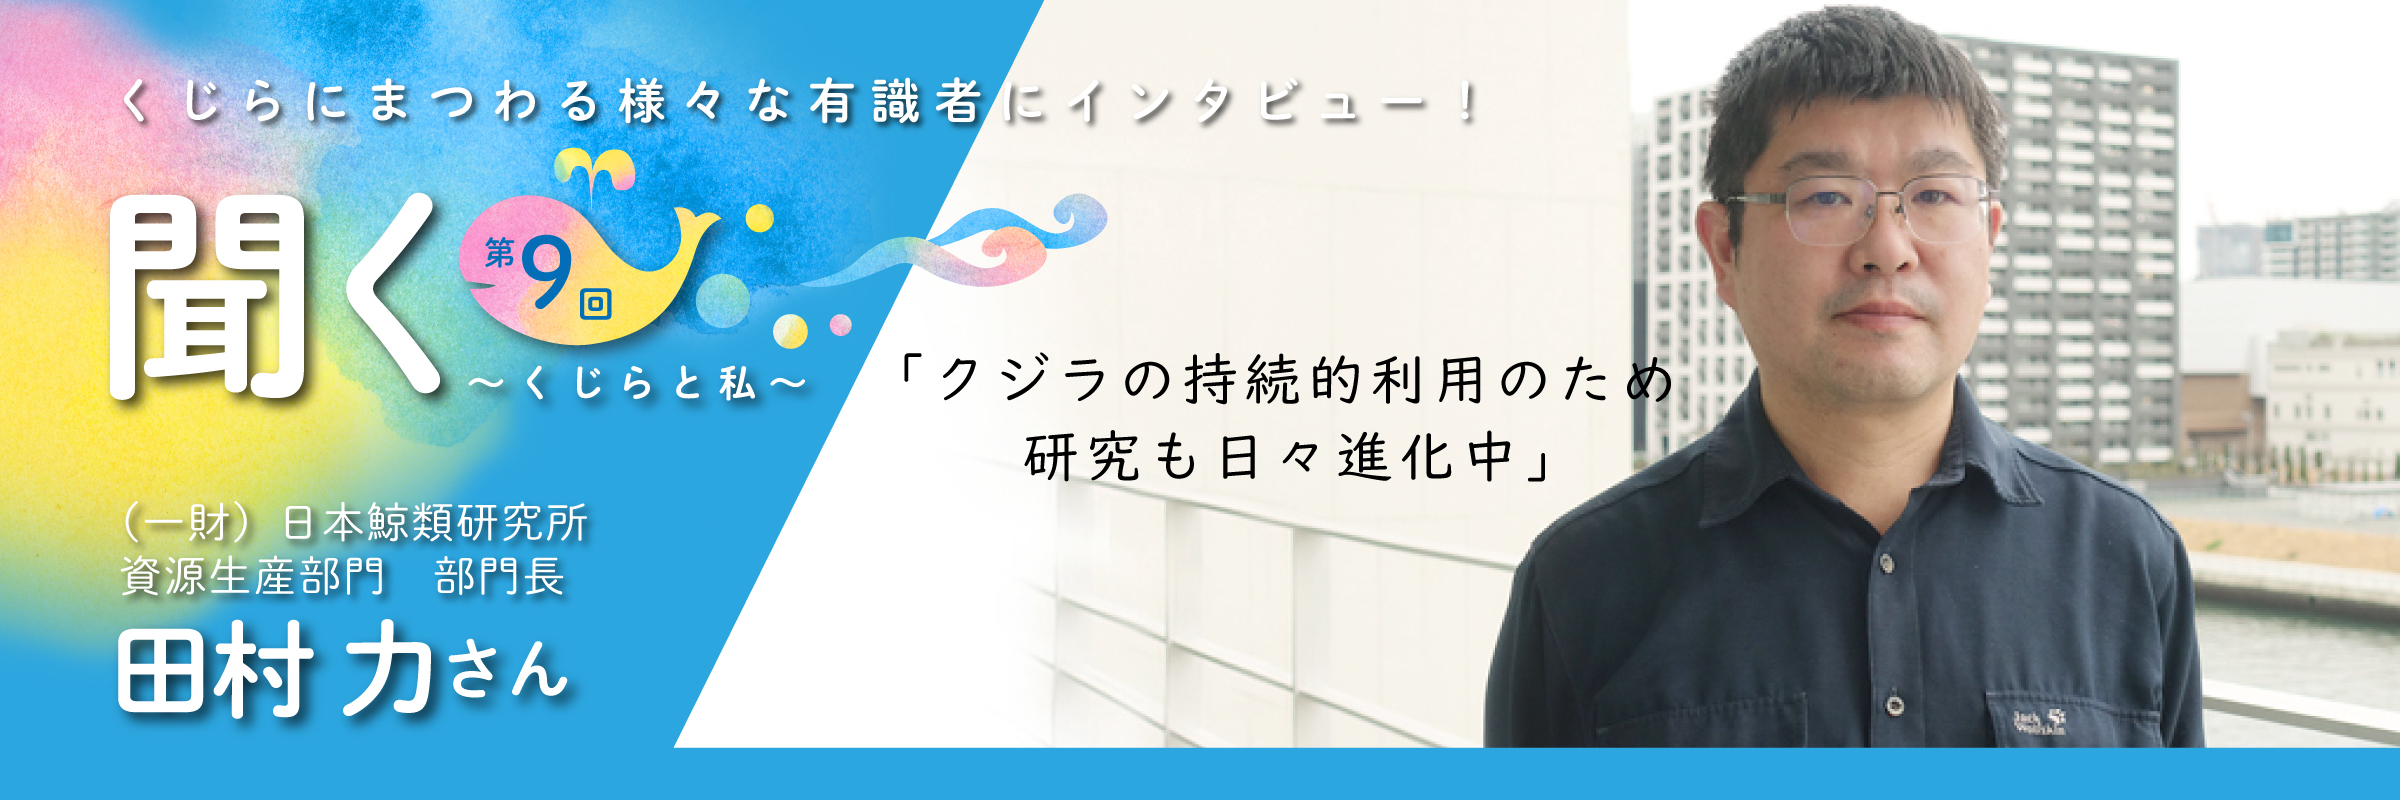 くじらにまつわる様々な有識者にインタビュー！
聞く
第9回
～くじらと私～
「クジラの持続的利用のため
研究も日々進化中」
（一財）日本鯨類研究所
資源生産部門　部門長
田村 力さん
Jack
Wolfskin